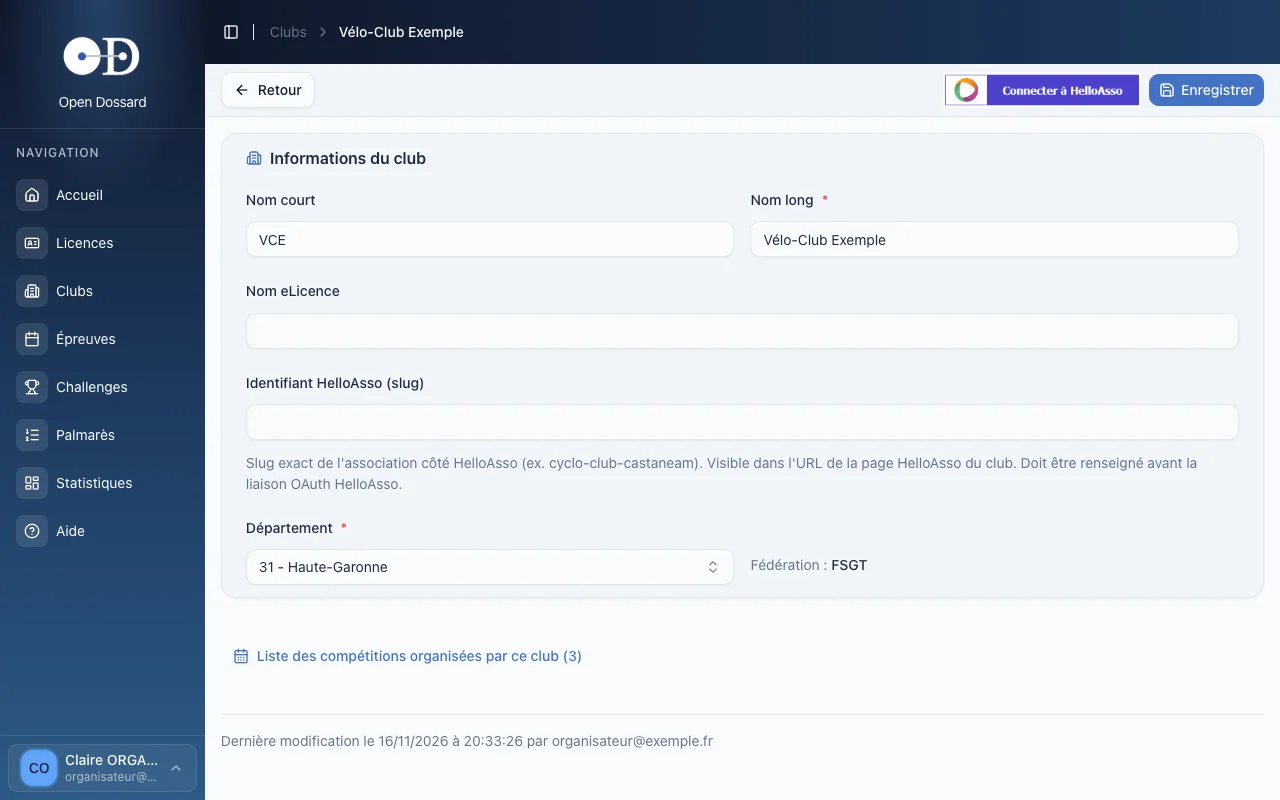 Open Dossard
NAVIGATION
Accueil
Licences
Clubs
Épreuves
Challenges
Palmarès
Statistiques
Aide
CO
Claire ORGA...
organisateur@...
Clubs > Vélo-Club Exemple
Retour
Connecter à HelloAsso
Enregistrer
Informations du club
Nom court
VCE
Nom long *
Vélo-Club Exemple
Nom eLicence
Identifiant HelloAsso (slug)
Slug exact de l'association côté HelloAsso (ex. cyclo-club-castaneam). Visible dans l'URL de la page HelloAsso du club. Doit être renseigné avant la
liaison OAuth HelloAsso.
Département *
31 - Haute-Garonne
Fédération : FSGT
Liste des compétitions organisées par ce club (3)
Dernière modification le 16/11/2026 à 20:33:26 par organisateur@exemple.fr